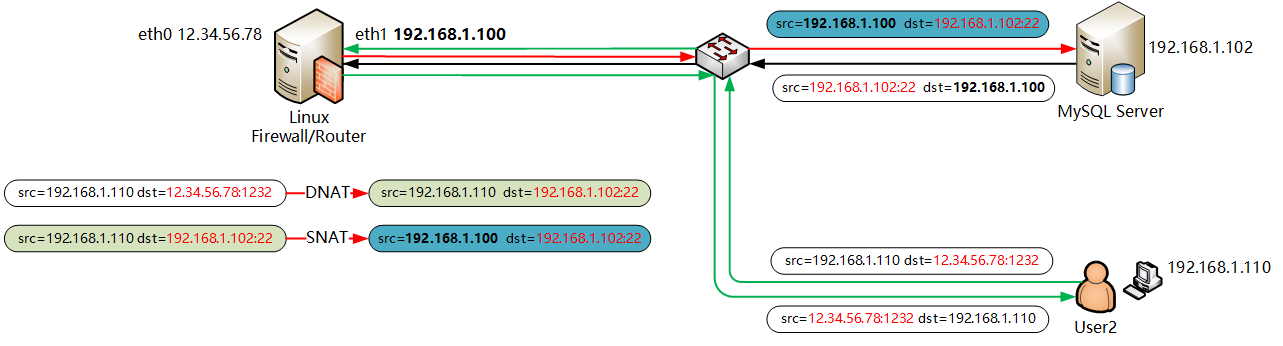 eth0 12.34.56.78
eth1 192.168.1.100
src=192.168.1.100 dst=192.168.1.102:22
192.168.1.102
src=192.168.1.102:22 dst=192.168.1.100
MySQL Server
Linux
Firewall/Router
src=192.168.1.110 dst=12.34.56.78:1232
DNAT
src=192.168.1.110 dst=192.168.1.102:22
src=192.168.1.110 dst=192.168.1.102:22
SNAT
src=192.168.1.100 dst=192.168.1.102:22
src=192.168.1.110 dst=12.34.56.78:1232
192.168.1.110
src=12.34.56.78:1232 dst=192.168.1.110
User2